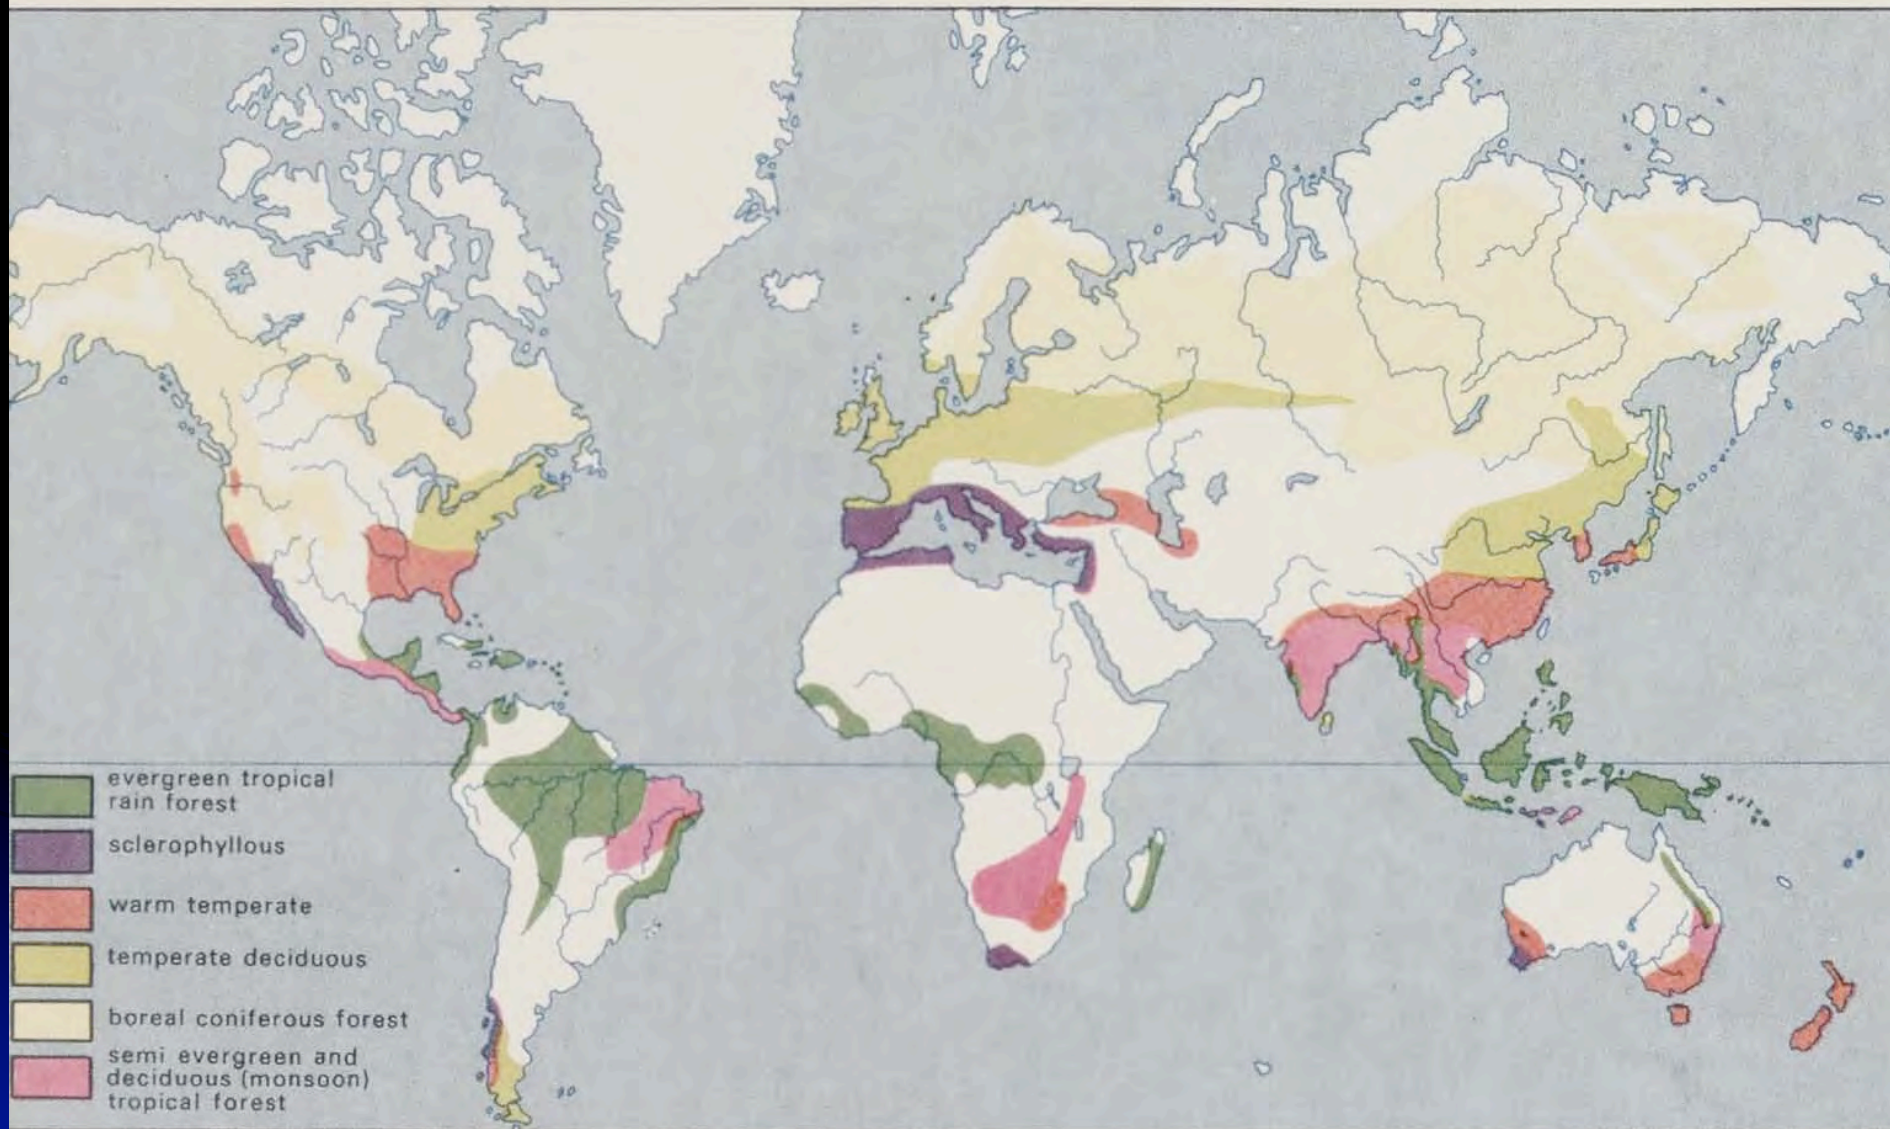 evergreen tropical
rain forest
sclerophyllous
warm temperate
temperate deciduous
boreal coniferous forest
semi evergreen and
deciduous (monsoon)
tropical forest